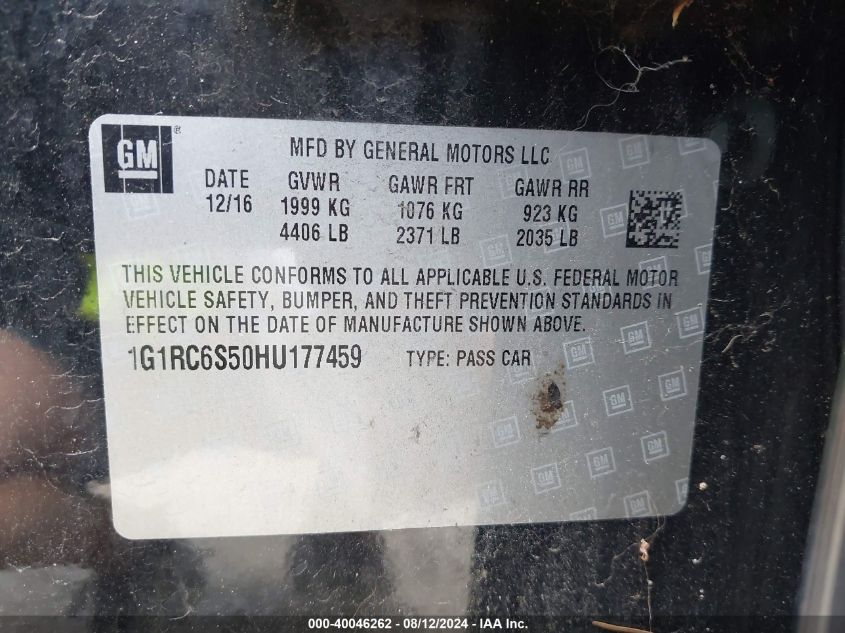 GM
MFD BY GENERAL MOTORS LLC
DATE GVWR GAWR FRT GAWR RR
12/16 1999 KG 1076 KG 923 KG
4406 LB 2371 LB 2035 LB
THIS VEHICLE CONFORMS TO ALL APPLICABLE U.S. FEDERAL MOTOR
VEHICLE SAFETY, BUMPER, AND THEFT PREVENTION STANDARDS IN
EFFECT ON THE DATE OF MANUFACTURE SHOWN ABOVE.
1G1RC6S50HU177459 TYPE: PASS CAR
000-40046262 - 08/12/2024 - IAA Inc.